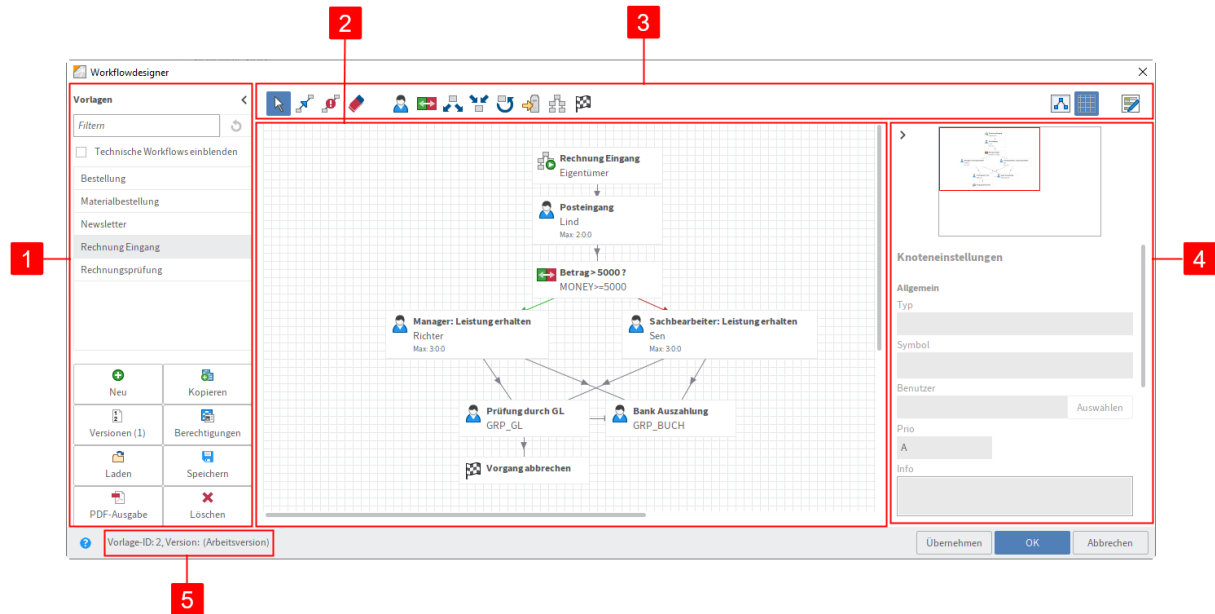 2
3
Workflowdesigner
Vorlagen
Filtern
Technische Workflows einblenden
Bestellung
Materialbestellung
Newsletter
Rechnung Eingang
Rechnungsprüfung
1
Neu
Kopieren
Versionen (1)
Berechtigungen
Laden
Speichern
PDF-Ausgabe
Löschen
Rechnung Eingang
Eigentümer
Posteingang
Lind
Max: 2:0:0
Betrag > 5000 ?
MONEY>=5000
Manager: Leistung erhalten
Richter
Max: 3:0:0
Sachbearbeiter: Leistung erhalten
Sen
Max: 3:0:0
Prüfung durch GL
GRP_GL
Bank Auszahlung
GRP_BUCH
Vorgang abbrechen
Knoteneinstellungen
4
Allgemein
Typ
Symbol
Benutzer
Auswählen
Prio
A
Info
Vorlage-ID: 2, Version: (Arbeitsversion)
Übernehmen
OK
Abbrechen
5